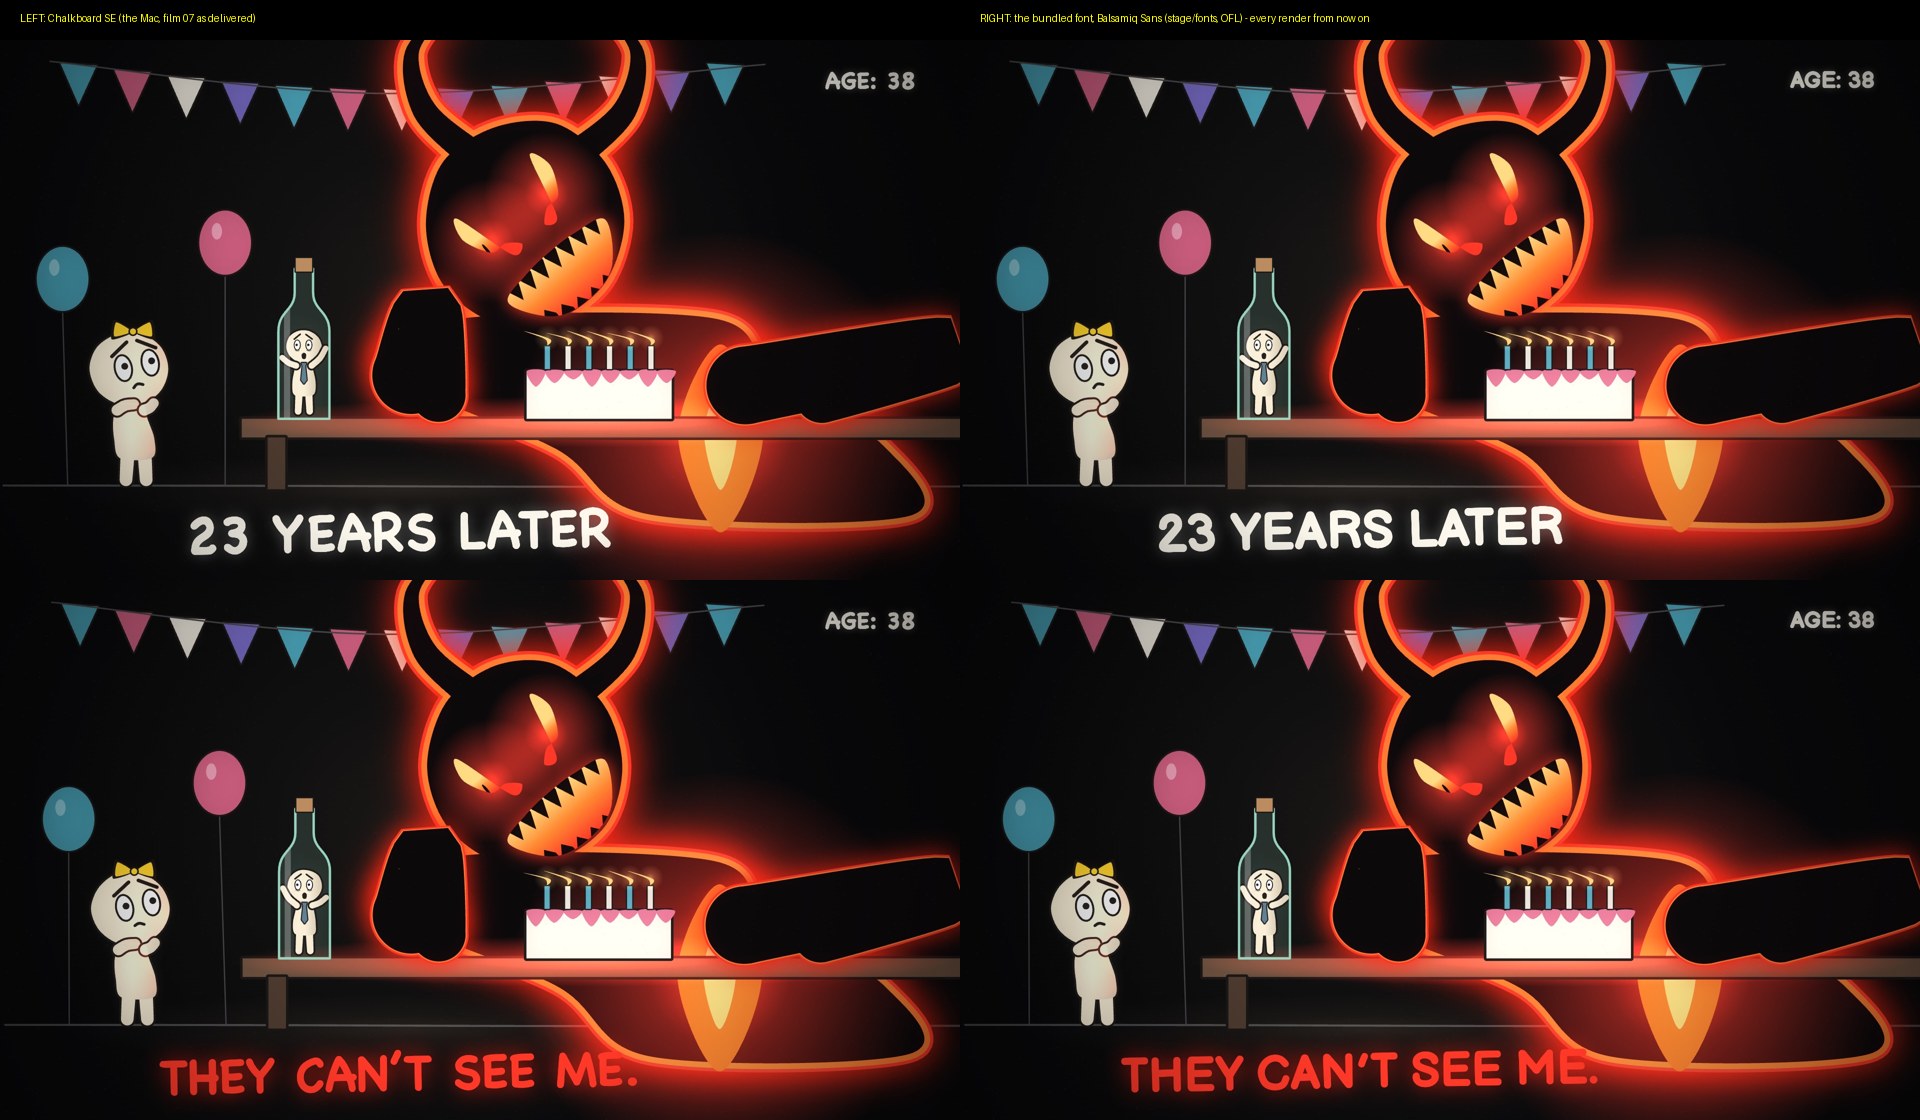 LEFT: Chalkboard SE (the Mac, film 07 as delivered)
RIGHT: the bundled font, Balsamiq Sans (stage/fonts, OFL) - every render from now on
AGE: 38
AGE: 38
23 YEARS LATER
23 YEARS LATER
AGE: 38
AGE: 38
THEY CAN'T SEE ME.
THEY CAN'T SEE ME.